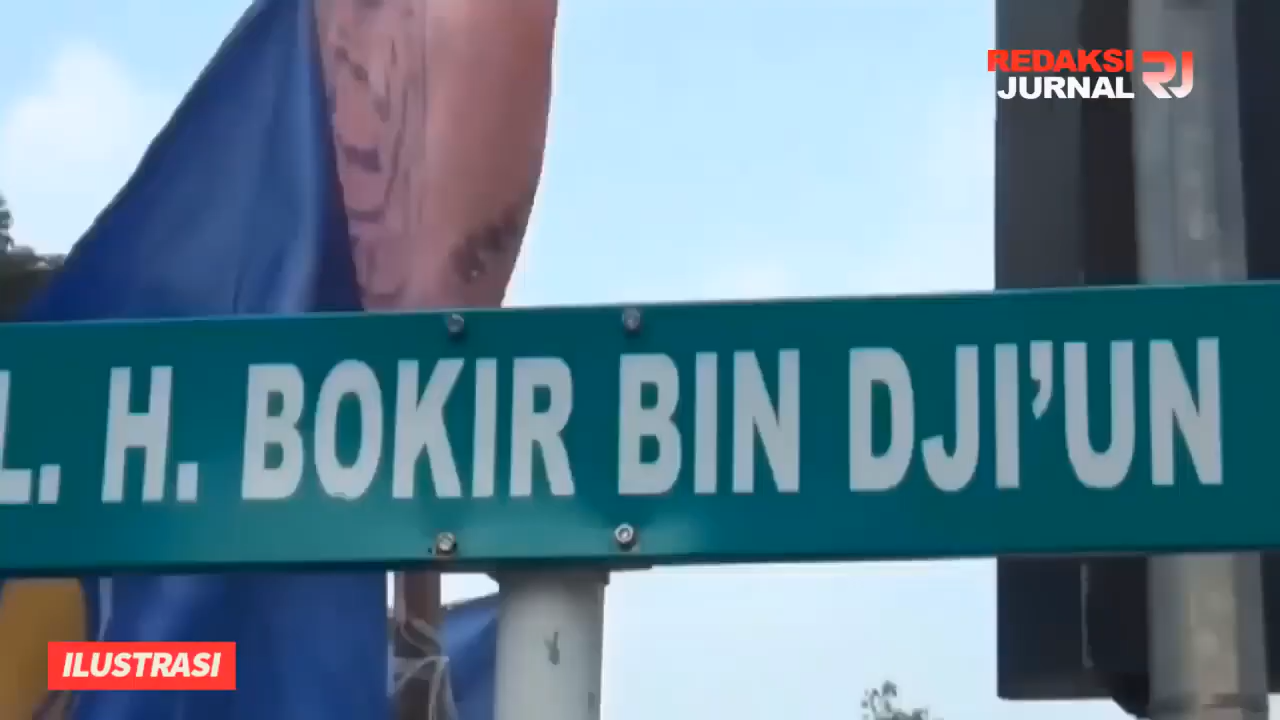 REDAKSI
JURNAL RJ
L. H. BOKIR BIN DJI'UN
ILUSTRASI